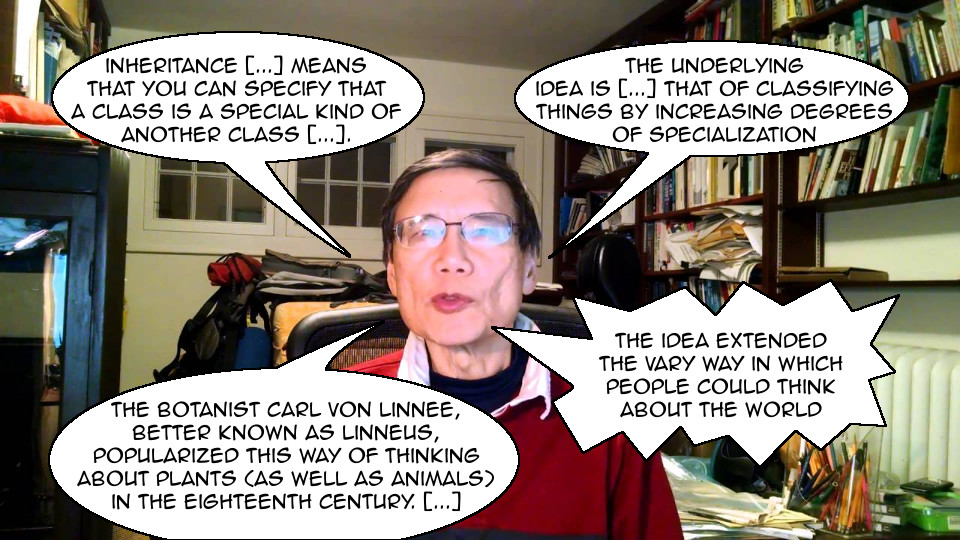 INHERITANCE [...] MEANS
THAT YOU CAN SPECIFY THAT
A CLASS IS A SPECIAL KIND OF
ANOTHER CLASS [...].
THE UNDERLYING
IDEA IS [...] THAT OF CLASSIFYING
THINGS BY INCREASING DEGREES
OF SPECIALIZATION
THE BOTANIST CARL VON LINNEE,
BETTER KNOWN AS LINNEUS,
POPULARIZED THIS WAY OF THINKING
ABOUT PLANTS (AS WELL AS ANIMALS)
IN THE EIGHTEENTH CENTURY. [...]
THE IDEA EXTENDED
THE VARY WAY IN WHICH
PEOPLE COULD THINK
ABOUT THE WORLD